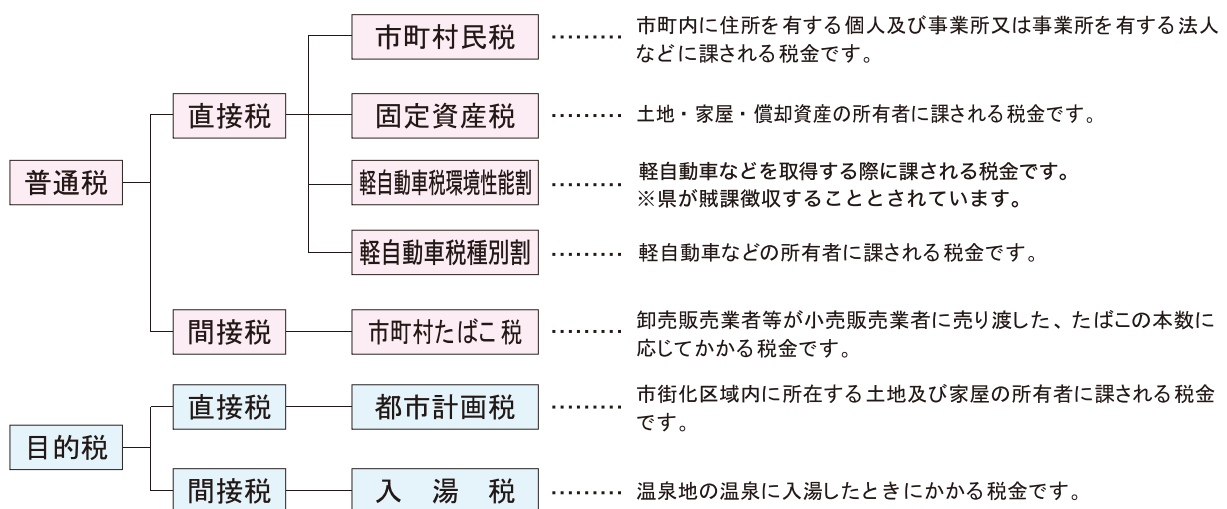 普通税
直接税
市町村民税
………
市町内に住所を有する個人及び事業所又は事業所を有する法人
などに課される税金です。
固定資産税
………
土地・家屋・償却資産の所有者に課される税金です。
軽自動車税環境性能割
………
軽自動車などを取得する際に課される税金です。
※県が賊課徴収することとされています。
軽自動車税種別割
………
軽自動車などの所有者に課される税金です。
間接税
市町村たばこ税
………
卸売販売業者等が小売販売業者に売り渡した、たばこの本数に
応じてかかる税金です。
目的税
直接税
都市計画税
………
市街化区域内に所在する土地及び家屋の所有者に課される税金
です。
間接税
入湯税
………
温泉地の温泉に入湯したときにかかる税金です。